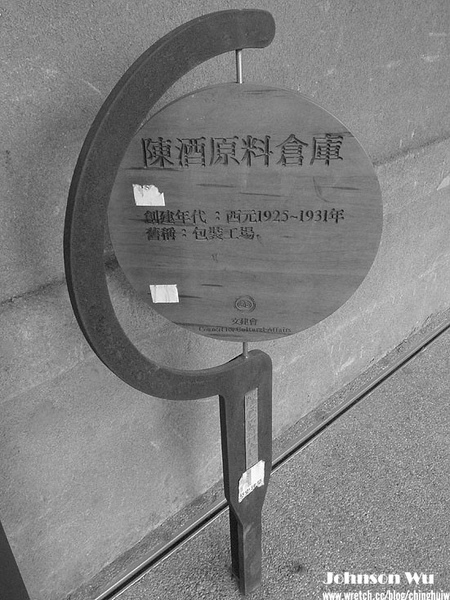 陳酒原料倉庫
創建年代：西元1925~1931年
舊稱：包裝工場
文建會
Council for Cultural Affairs
Johnson Wu
www.wretch.cc/blog/chinghuiw